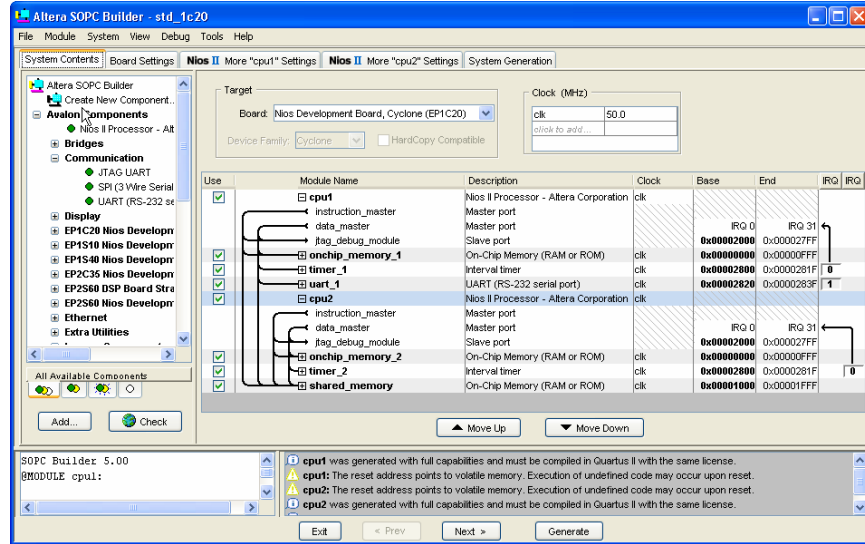 Altera SOPC Builder - std_1c20
File Module System View Debug Tools Help
System Contents Board Settings Nios II More "cpu1" Settings Nios II More "cpu2" Settings System Generation
Altera SOPC Builder
Create New Component..
Avalon Components
Nios II Processor - Alt
Bridges
Communication
JTAG UART
SPI (3 Wire Serial
UART (RS-232 se
Display
EP1C20 Nios Developm
EP1S10 Nios Developm
EP1S40 Nios Developm
EP2C35 Nios Developm
EP2S60 DSP Board Stra
EP2S60 Nios Developm
Ethernet
Extra Utilities
All Available Components
Add... Check
Target
Board: Nios Development Board, Cyclone (EP1C20)
Device Family: Cyclone HardCopy Compatible
Clock (MHz)
clk 50.0
click to add...
Use Module Name Description Clock Base End IRQ IRQ
cpu1 Nios II Processor - Altera Corporation clk
instruction_master Master port
data_master Master port IRQ 0 IRQ 31
jtag_debug_module Slave port 0x00002000 0x000027FF
onchip_memory_1 On-Chip Memory (RAM or ROM) clk 0x00000000 0x00000FFF
timer_1 Interval timer clk 0x00002800 0x0000281F 0
uart_1 UART (RS-232 serial port) clk 0x00002820 0x0000283F 1
cpu2 Nios II Processor - Altera Corporation clk
instruction_master Master port
data_master Master port IRQ 0 IRQ 31
jtag_debug_module Slave port 0x00002000 0x000027FF
onchip_memory_2 On-Chip Memory (RAM or ROM) clk 0x00000000 0x00000FFF
timer_2 Interval timer clk 0x00002800 0x0000281F 0
shared_memory On-Chip Memory (RAM or ROM) clk 0x00001000 0x00001FFF
Move Up Move Down
SOPC Builder 5.00
@MODULE cpu1:
cpu1 was generated with full capabilities and must be compiled in Quartus II with the same license.
cpu1: The reset address points to volatile memory. Execution of undefined code may occur upon reset.
cpu2: The reset address points to volatile memory. Execution of undefined code may occur upon reset.
cpu2 was generated with full capabilities and must be compiled in Quartus II with the same license.
Exit < Prev Next > Generate